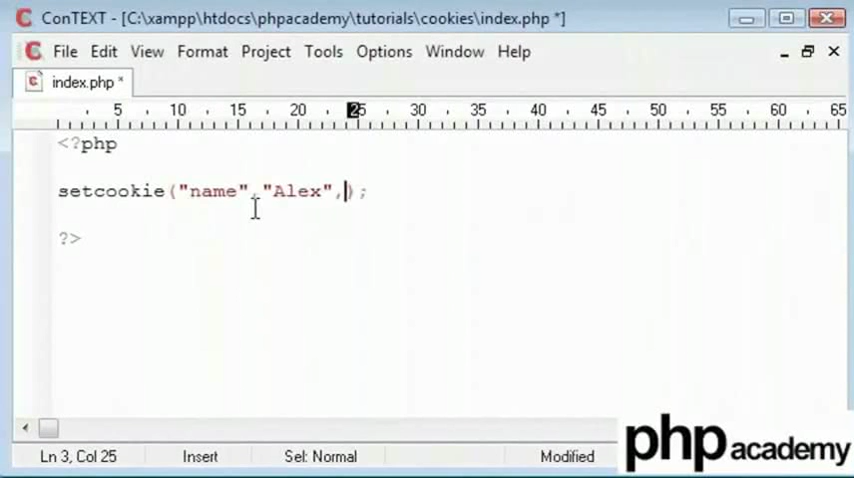 ConTEXT - [C:\xampp\htdocs\phpacademy\tutorials\cookies\index.php *]
File Edit View Format Project Tools Options Window Help
index.php *
5 10 15 20 25 30 35 40 45 50 55 60 65
<?php
setcookie("name","Alex",);
?>
Ln 3, Col 25 Insert Sel: Normal Modified
php academy